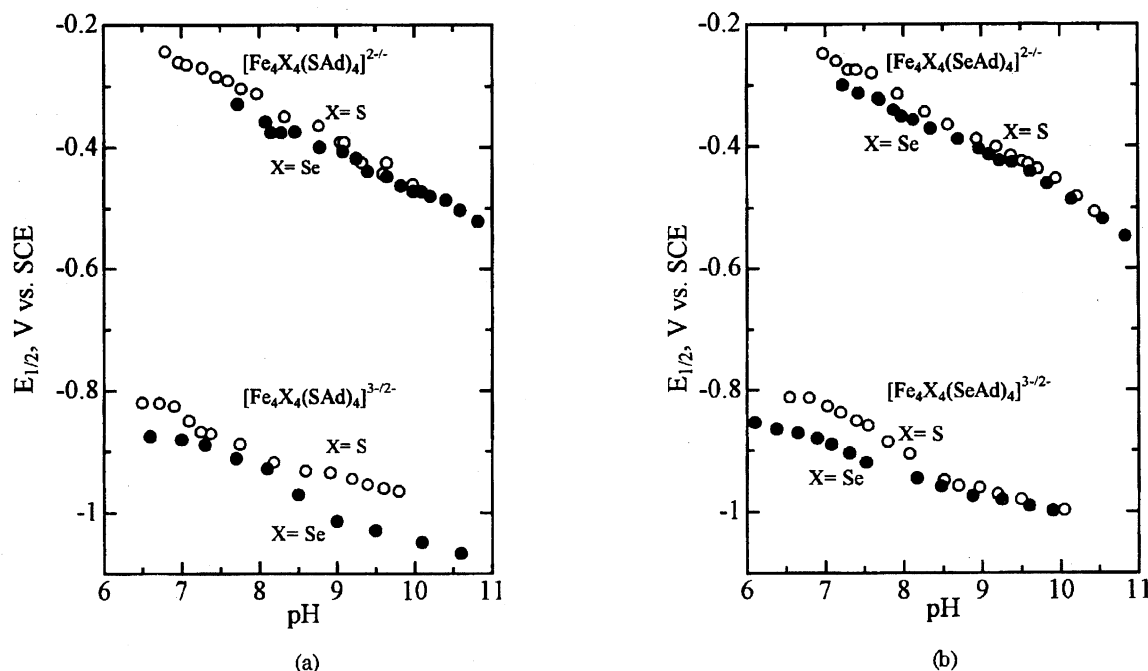 -0.2
-0.4
-0.6
-0.8
-1
E1/2, V vs. SCE
[Fe4X4(SAd)4]2-/-
X= S
X= Se
[Fe4X4(SAd)4]3-/2-
X= S
X= Se
6 7 8 9 10 11
pH
(a)
-0.2
-0.4
-0.6
-0.8
-1
E1/2, V vs. SCE
[Fe4X4(SeAd)4]2-/-
X= S
X= Se
[Fe4X4(SeAd)4]3-/2-
X= S
X= Se
6 7 8 9 10 11
pH
(b)